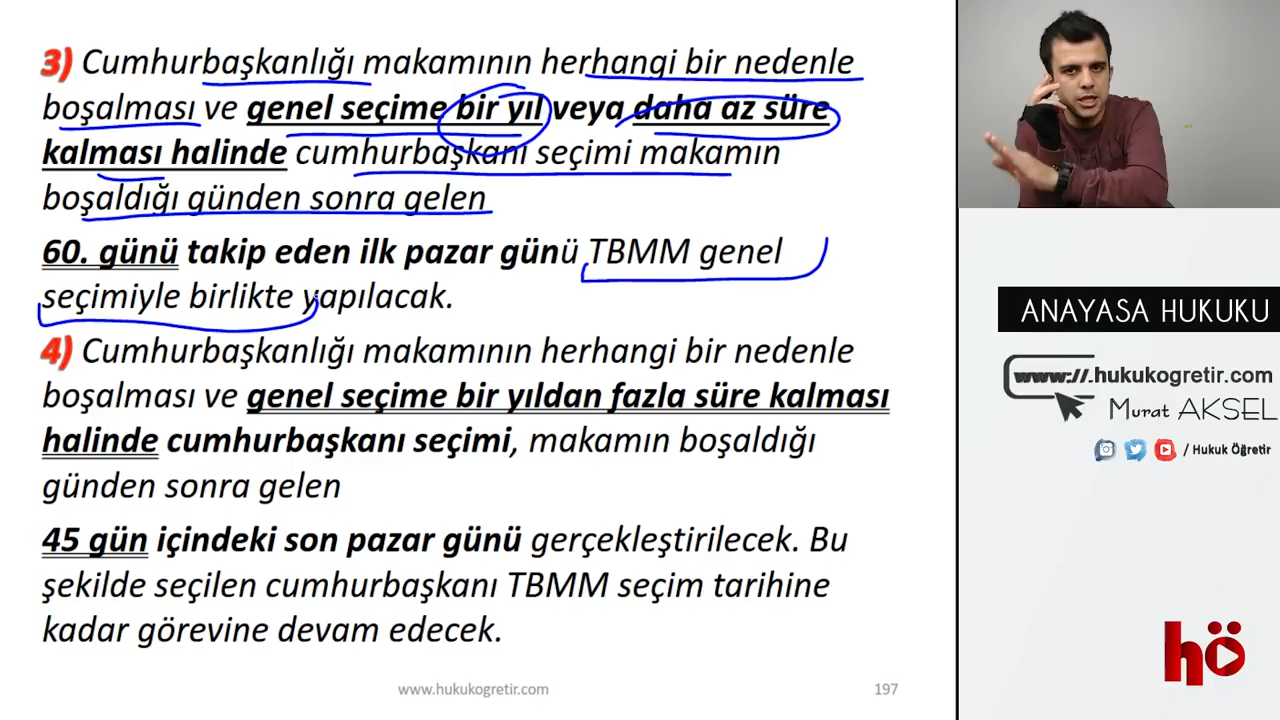 3) Cumhurbaşkanlığı makamının herhangi bir nedenle
boşalması ve genel seçime bir yıl veya daha az süre
kalması halinde cumhurbaşkanı seçimi makamın
boşaldığı günden sonra gelen
60. günü takip eden ilk pazar günü TBMM genel
seçimiyle birlikte yapılacak.
4) Cumhurbaşkanlığı makamının herhangi bir nedenle
boşalması ve genel seçime bir yıldan fazla süre kalması
halinde cumhurbaşkanı seçimi, makamın boşaldığı
günden sonra gelen
45 gün içindeki son pazar günü gerçekleştirilecek. Bu
şekilde seçilen cumhurbaşkanı TBMM seçim tarihine
kadar görevine devam edecek.
www.hukukogretir.com
197
ANAYASA HUKUKU
www://.hukukogretir.com
Murat AKSEL
/ Hukuk Öğretir
hö